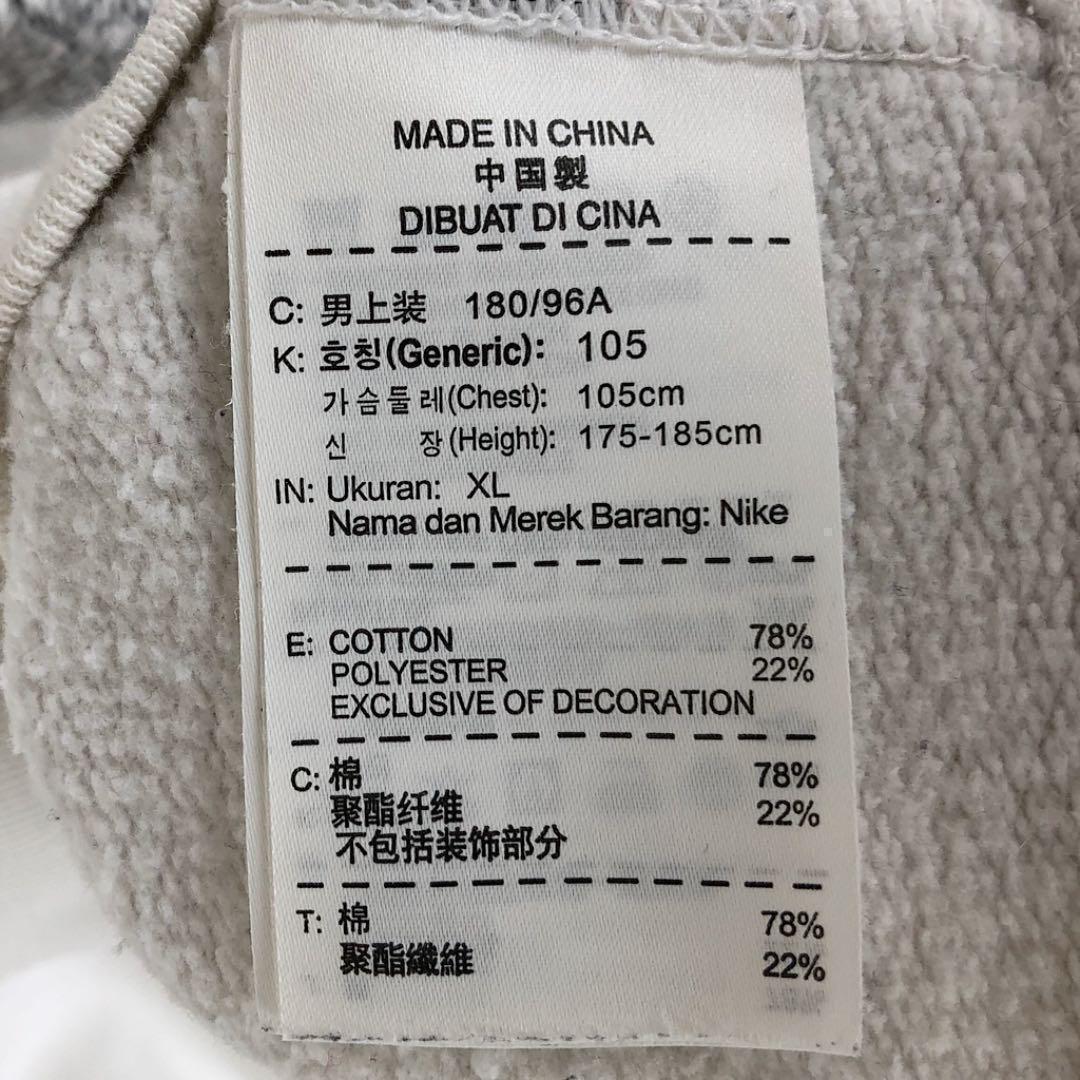 MADE IN CHINA
中国製
DIBUAT DI CINA
C: 男上装 180/96A
K: 호칭(Generic): 105
가슴둘레(Chest): 105cm
신 장(Height): 175-185cm
IN: Ukuran: XL
Nama dan Merek Barang: Nike
E: COTTON 78%
POLYESTER 22%
EXCLUSIVE OF DECORATION
C: 棉 78%
聚酯纤维 22%
不包括装饰部分
T: 棉 78%
聚酯纖維 22%